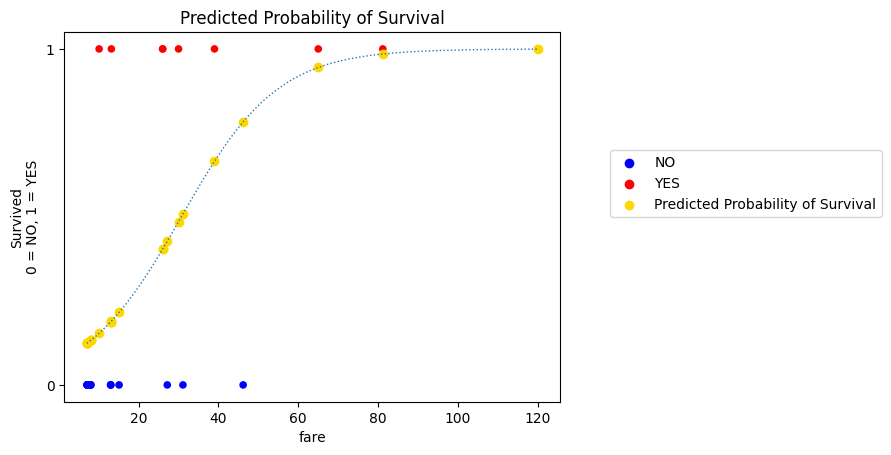 Predicted Probability of Survival
1
Survived
0 = NO, 1 = YES
0
20 40 60 80 100 120
fare
NO
YES
Predicted Probability of Survival